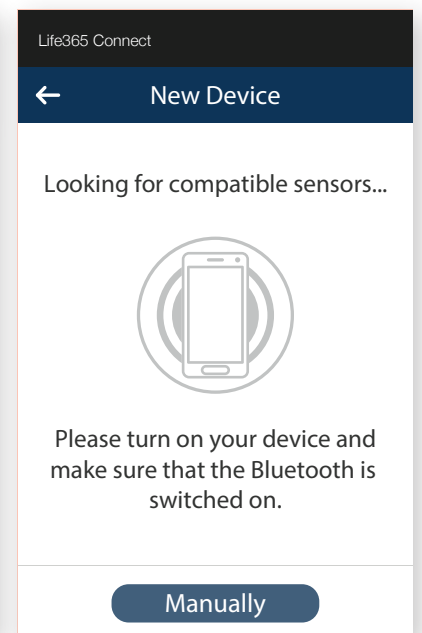 Life365 Connect
New Device
Looking for compatible sensors...
Please turn on your device and
make sure that the Bluetooth is
switched on.
Manually